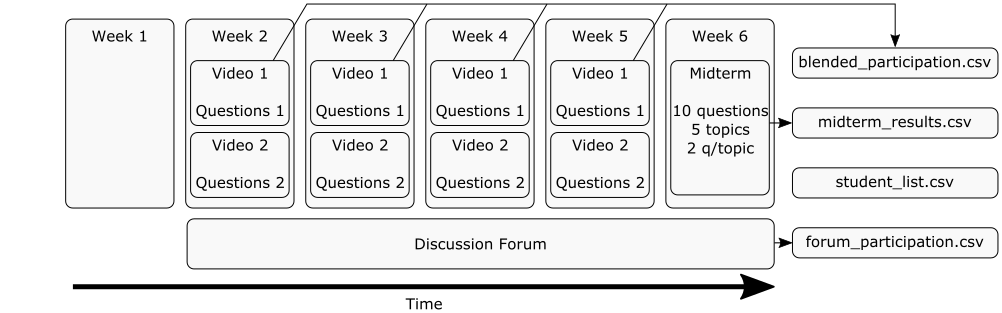 Week 1
Week 2
Week 3
Week 4
Week 5
Week 6
Video 1
Questions 1
Video 2
Questions 2
Video 1
Questions 1
Video 2
Questions 2
Video 1
Questions 1
Video 2
Questions 2
Video 1
Questions 1
Video 2
Questions 2
Midterm
10 questions
5 topics
2 q/topic
blended_participation.csv
midterm_results.csv
student_list.csv
Discussion Forum
forum_participation.csv
Time